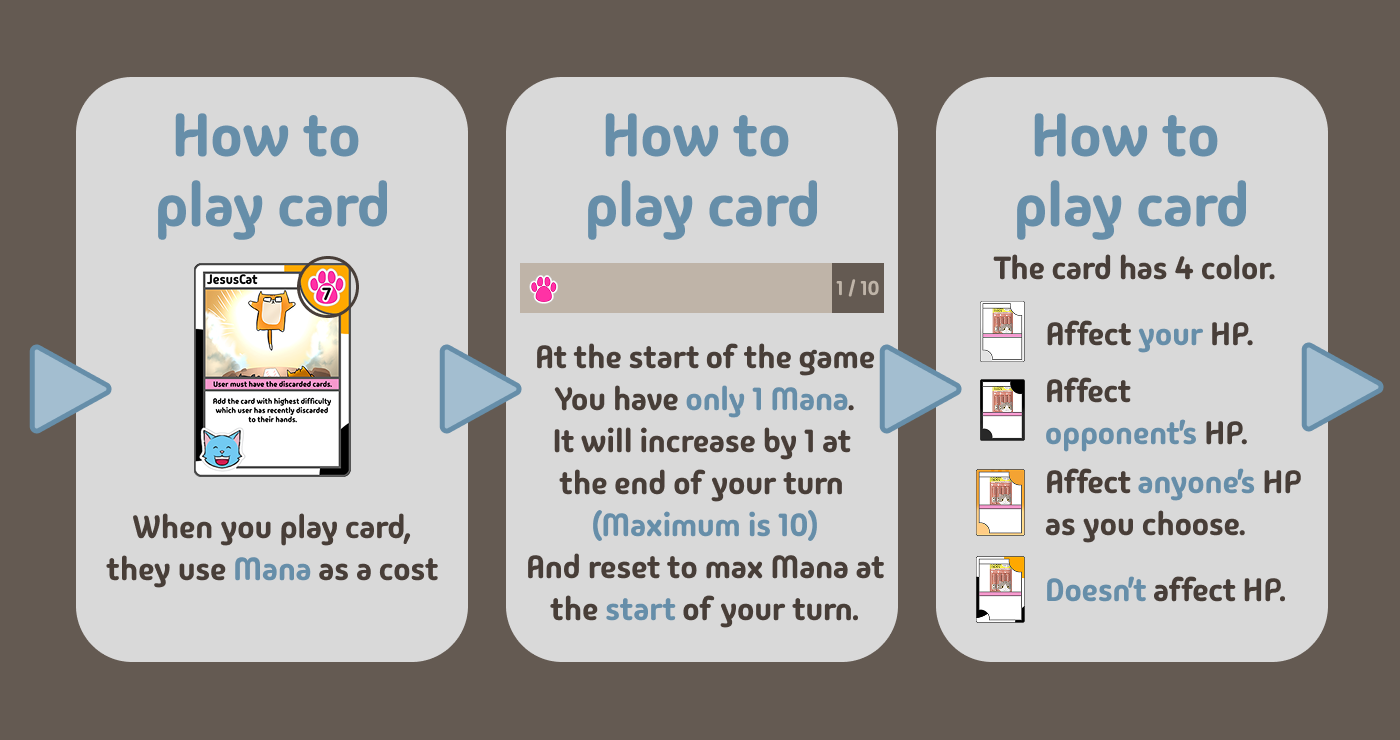 How to
play card
JesusCat
7
User must have the discarded cards.
Add the card with highest difficulty
which user has recently discarded
to their hands.
When you play card,
they use Mana as a cost
How to
play card
1 / 10
At the start of the game
You have only 1 Mana.
It will increase by 1 at
the end of your turn
(Maximum is 10)
And reset to max Mana at
the start of your turn.
How to
play card
The card has 4 color.
Affect your HP.
Affect
opponent's HP.
Affect anyone's HP
as you choose.
Doesn't affect HP.